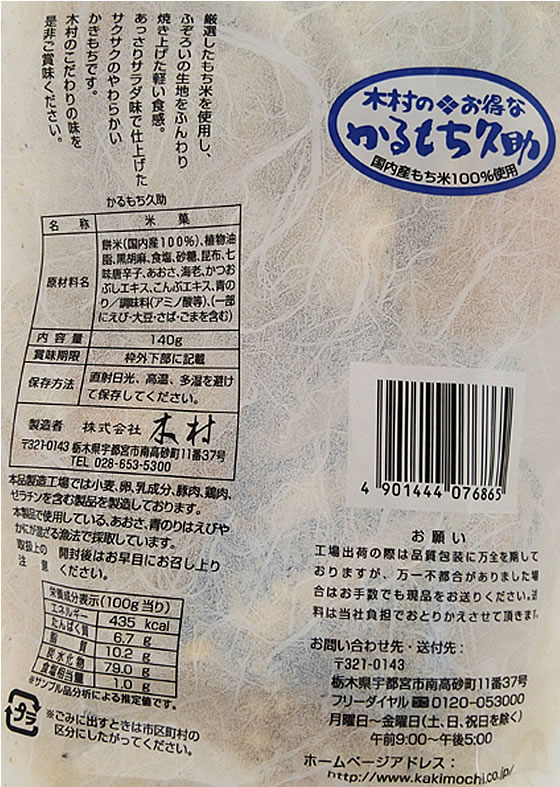 厳選したもち米を使用し、
ふぞろいの生地をふんわり
焼き上げた軽い食感。
あっさりサラダ味で仕上げた
サクサクのやわらかい
かきもちです。
木村のこだわりの味を
是非ご賞味ください。
木村の お得な
かるもち久助
国内産もち米100%使用
かるもち久助
名称 米菓
原材料名 餅米(国内産100%)、植物油
脂、黒胡麻、食塩、砂糖、昆布、七
味唐辛子、あおさ、海老、かつお
ぶしエキス、こんぶエキス、青の
り／調味料(アミノ酸等)、(一部
にえび・大豆・さば・ごまを含む)
内容量 140g
賞味期限 枠外下部に記載
保存方法 直射日光、高温、多湿を避け
て保存してください。
製造者 株式会社 木村
〒321-0143 栃木県宇都宮市南高砂町11番37号
TEL 028-653-5300
本品製造工場では小麦、卵、乳成分、豚肉、鶏肉、
ゼラチンを含む製品を製造しております。
本製品で使用している、あおさ、青のりはえびや
かにが混ざる漁法で採取しています。
取扱上の 開封後はお早目にお召し上り
注意 ください。
栄養成分表示(100g当り)
エネルギー 435 kcal
たんぱく質 6.7 g
脂質 10.2 g
炭水化物 79.0 g
食塩相当量 1.0 g
※サンプル品分析による推定値です。
プラ
※ごみに出すときは市区町村の
区分にしたがってください。
4 901444 076865
お願い
工場出荷の際は品質包装に万全を期して
おりますが、万一不都合がありました場
合はお手数でも現品をお送りください。送
料は当社負担でおとりかえさせて頂きます。
お問い合わせ先・送付先：
〒321-0143
栃木県宇都宮市南高砂町11番37号
フリーダイヤル 0120-053000
月曜日〜金曜日(土、日、祝日を除く)
午前9:00〜午後5:00
ホームページアドレス：
http://www.kakimochi.co.jp/